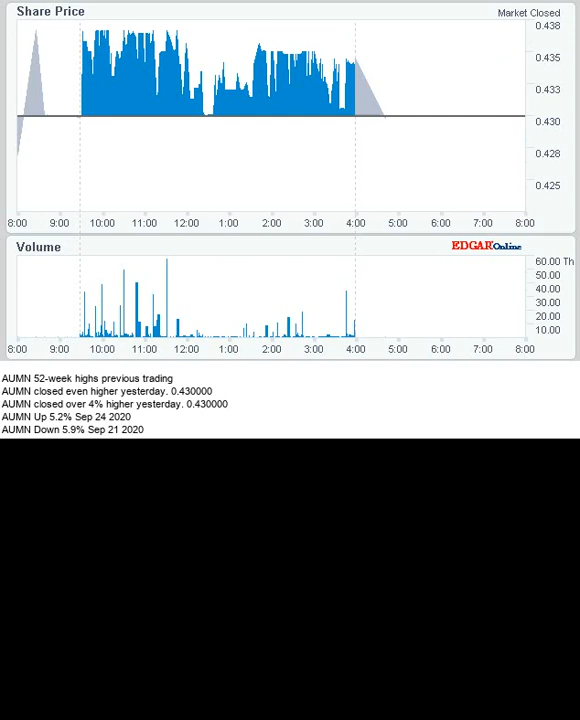 Share Price
Market Closed
0.438
0.435
0.433
0.430
0.428
0.425
8:00 9:00 10:00 11:00 12:00 1:00 2:00 3:00 4:00 5:00 6:00 7:00 8:00
Volume
EDGAR Online
60.00 Th
50.00
40.00
30.00
20.00
10.00
8:00 9:00 10:00 11:00 12:00 1:00 2:00 3:00 4:00 5:00 6:00 7:00 8:00
AUMN 52-week highs previous trading
AUMN closed even higher yesterday. 0.430000
AUMN closed over 4% higher yesterday. 0.430000
AUMN Up 5.2% Sep 24 2020
AUMN Down 5.9% Sep 21 2020